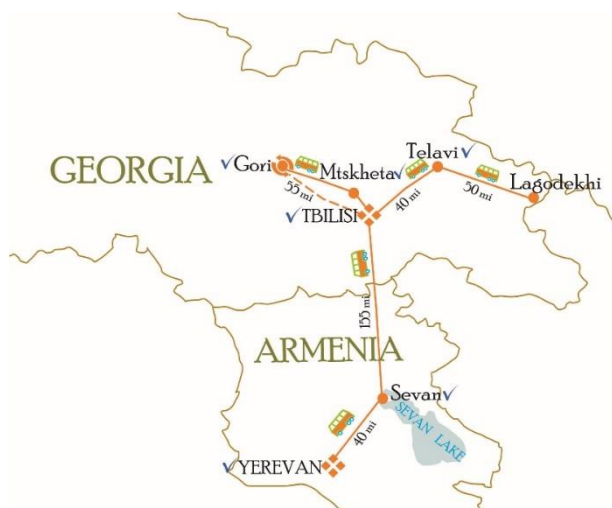 Telavi
GEORGIA
Gori
Mtskheta
Lagodekhi
55 mi
TBILISI
40 mi
50 mi
155 mi
ARMENIA
Sevan
SEVAN LAKE
40 mi
YEREVAN